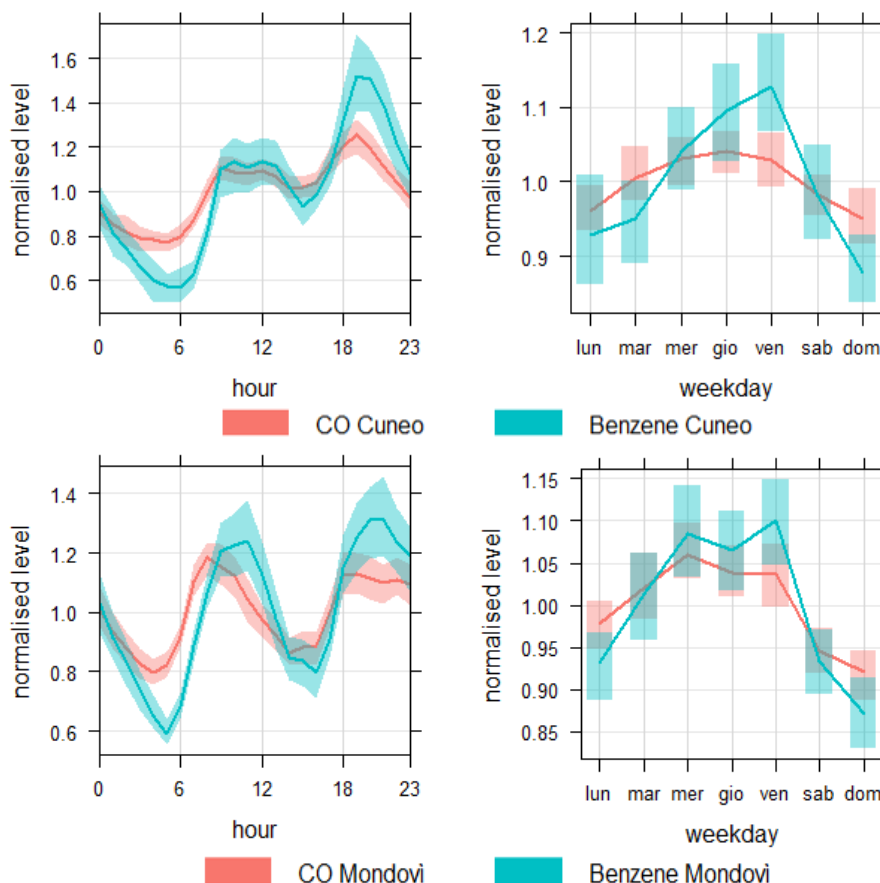 normalised level
1.6
1.4
1.2
1.0
0.8
0.6
0 6 12 18 23
hour
normalised level
1.2
1.1
1.0
0.9
lun mar mer gio ven sab dom
weekday
CO Cuneo Benzene Cuneo
normalised level
1.4
1.2
1.0
0.8
0.6
0 6 12 18 23
hour
normalised level
1.15
1.10
1.05
1.00
0.95
0.90
0.85
lun mar mer gio ven sab dom
weekday
CO Mondovì Benzene Mondovì